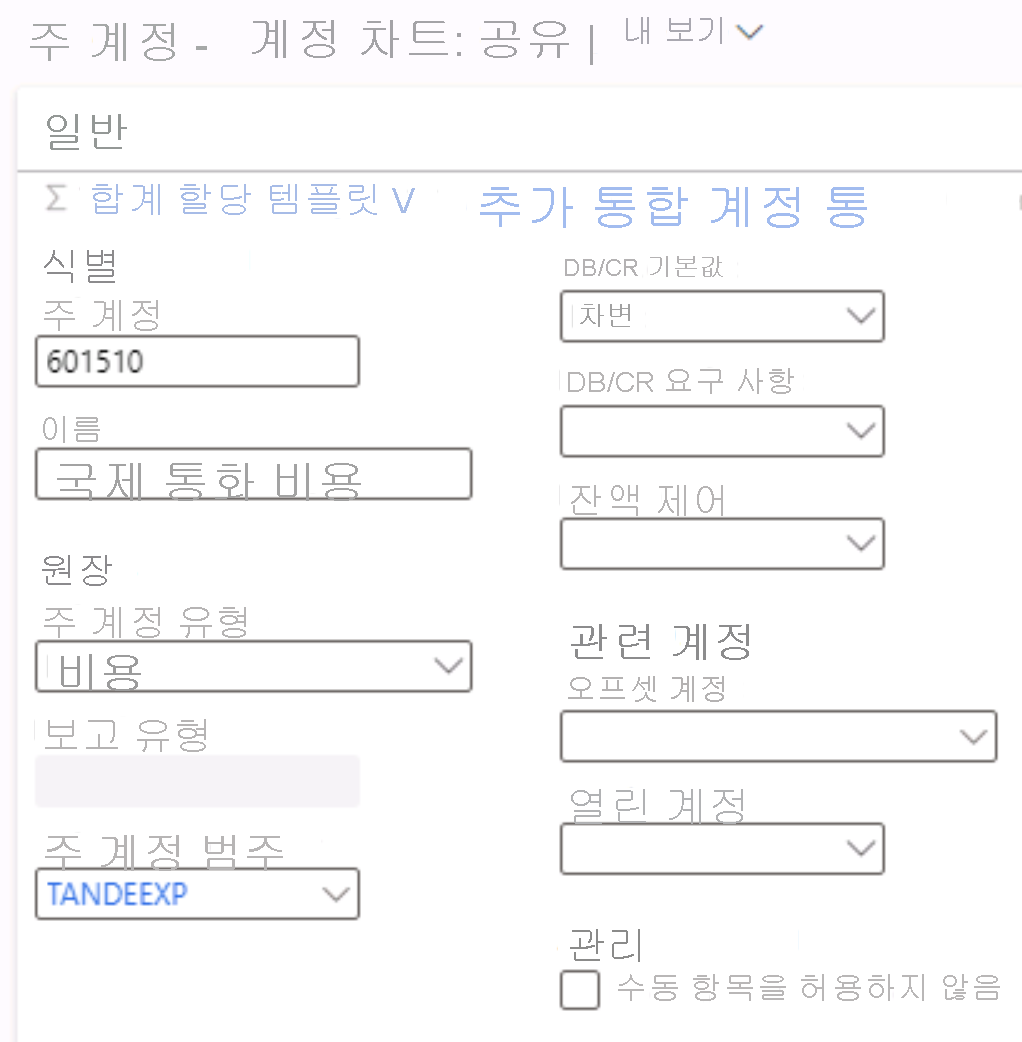 주 계정 - 계정 차트: 공유 | 내 보기
일반
Σ 합계 할당 템플릿 V 추가 통합 계정 통
식별
주 계정
601510
이름
국제 통화 비용
원장
주 계정 유형
비용
보고 유형
주 계정 범주
TANDEEXP
DB/CR 기본값
차변
DB/CR 요구 사항
잔액 제어
관련 계정
오프셋 계정
열린 계정
관리
수동 항목을 허용하지 않음